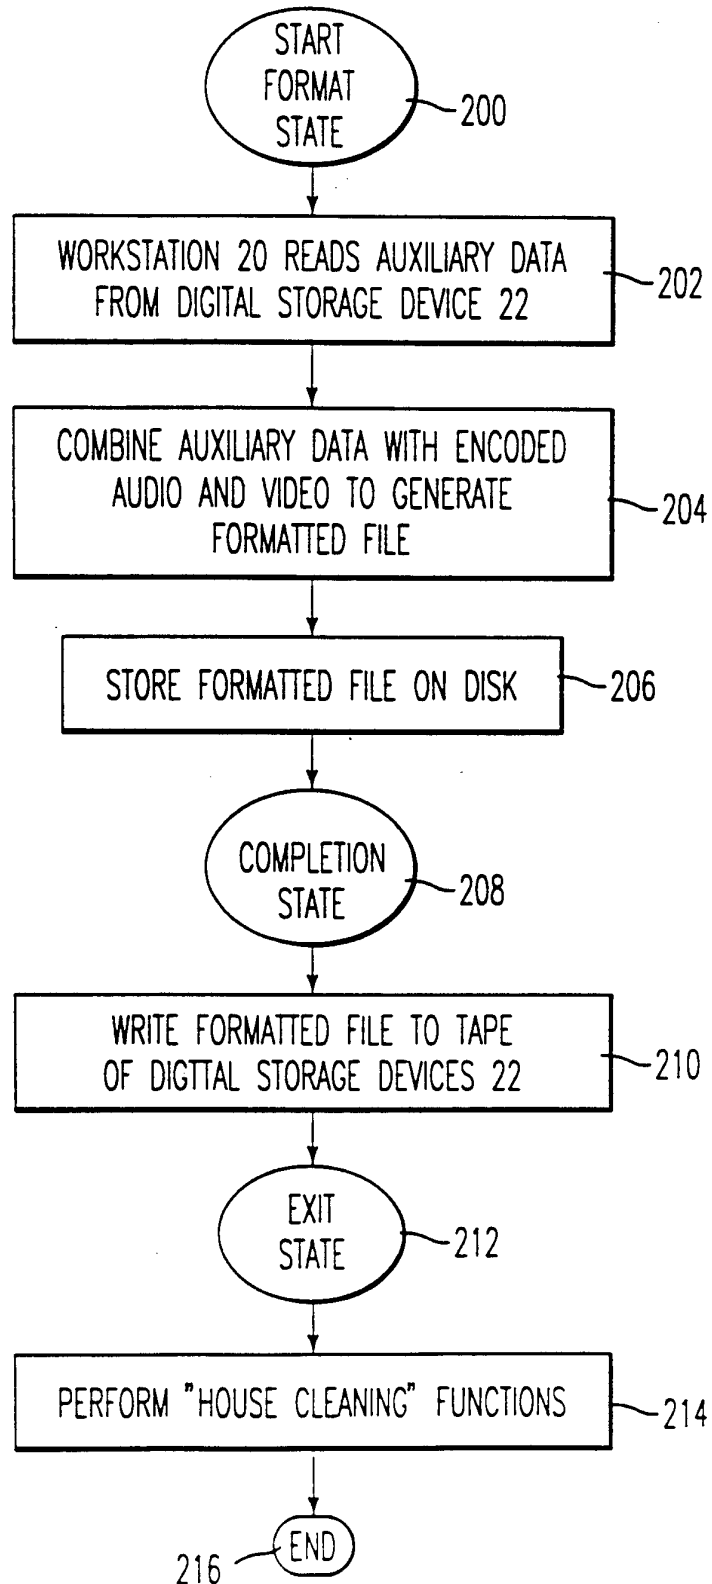 START
FORMAT
STATE
200
WORKSTATION 20 READS AUXILIARY DATA
FROM DIGITAL STORAGE DEVICE 22
202
COMBINE AUXILIARY DATA WITH ENCODED
AUDIO AND VIDEO TO GENERATE
FORMATTED FILE
204
STORE FORMATTED FILE ON DISK
206
COMPLETION
STATE
208
WRITE FORMATTED FILE TO TAPE
OF DIGTTAL STORAGE DEVICES 22
210
EXIT
STATE
212
PERFORM "HOUSE CLEANING" FUNCTIONS
214
END
216